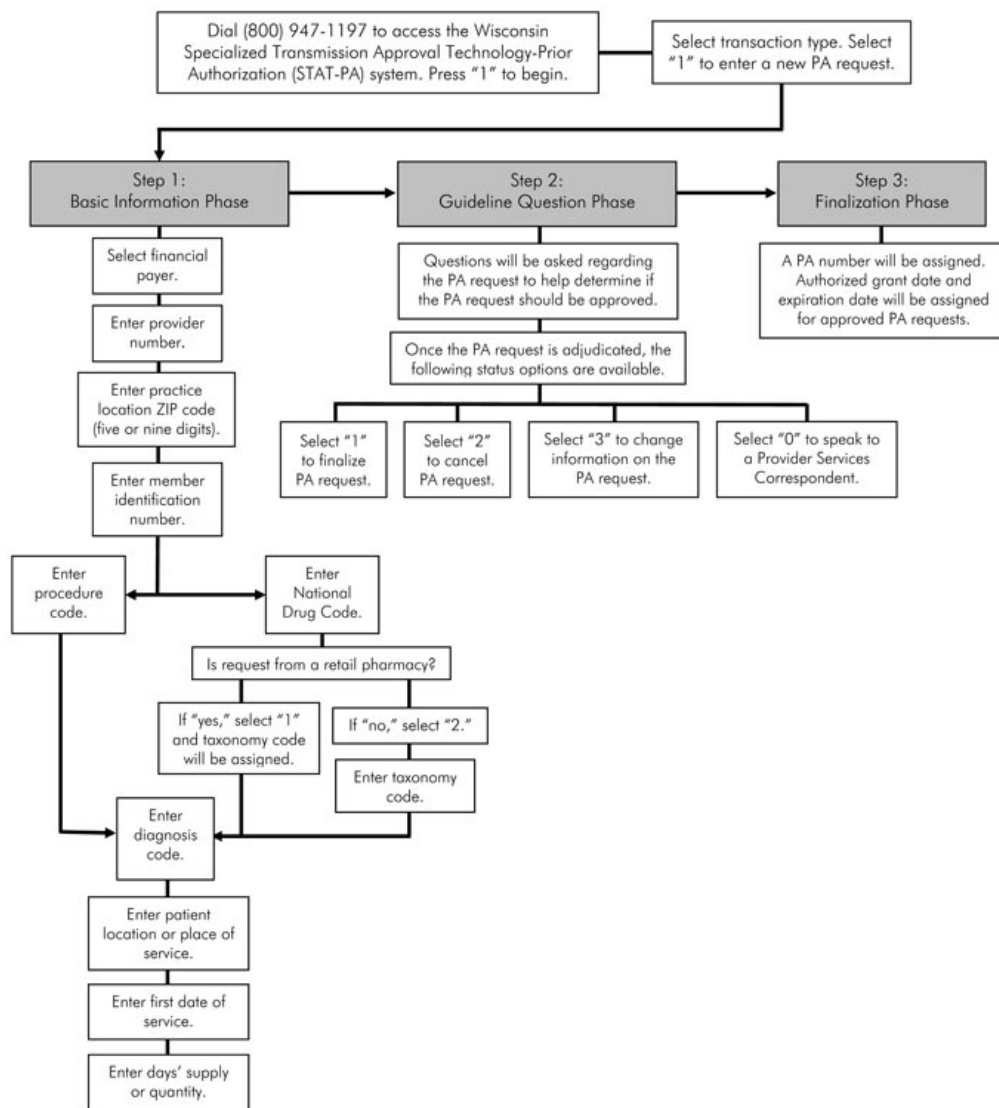 Dial (800) 947-1197 to access the Wisconsin
Specialized Transmission Approval Technology-Prior
Authorization (STAT-PA) system. Press “1” to begin.
Select transaction type. Select
“1” to enter a new PA request.
Step 1:
Basic Information Phase
Select financial
payer.
Enter provider
number.
Enter practice
location ZIP code
(five or nine digits).
Enter member
identification
number.
Enter
procedure
code.
Enter
National
Drug Code.
Is request from a retail pharmacy?
If “yes,” select “1”
and taxonomy code
will be assigned.
If “no,” select “2.”
Enter taxonomy
code.
Enter
diagnosis
code.
Enter patient
location or place of
service.
Enter first date of
service.
Enter days’ supply
or quantity.
Step 2:
Guideline Question Phase
Questions will be asked regarding
the PA request to help determine if
the PA request should be approved.
Once the PA request is adjudicated, the
following status options are available.
Select “1”
to finalize
PA request.
Select “2”
to cancel
PA request.
Select “3” to change
information on the
PA request.
Select “0” to speak to
a Provider Services
Correspondent.
Step 3:
Finalization Phase
A PA number will be assigned.
Authorized grant date and
expiration date will be assigned
for approved PA requests.